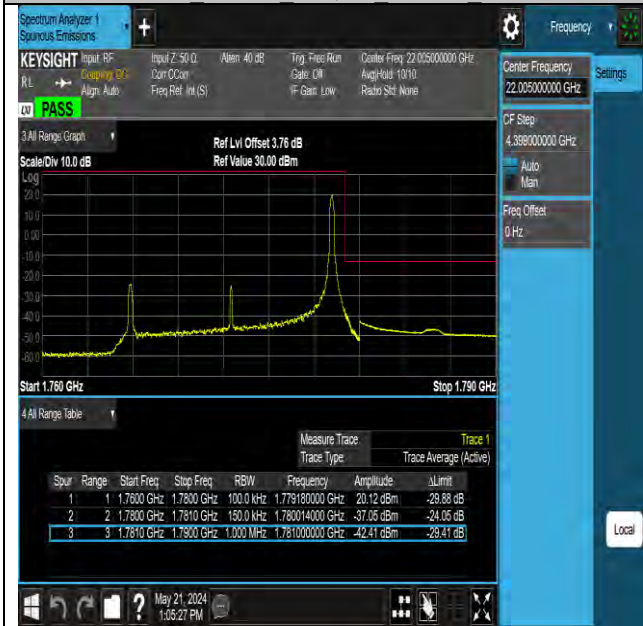 Spectrum Analyzer 1
Spurious Emissions
Frequency
KEYSIGHT Input: RF Input Z: 50 Ω Atten: 40 dB Trig: Free Run Center Freq: 22.005000000 GHz
RL Coupling: DC Corr CCorr Gate: Off Avg|Hold: 10/10
Align: Auto Freq Ref: Int (S) IF Gain: Low Radio Std: None
LXI PASS
Center Frequency
22.005000000 GHz
Settings
CF Step
4.399000000 GHz
Auto
Man
Freq Offset
0 Hz
3 All Range Graph
Ref Lvl Offset 3.76 dB
Scale/Div 10.0 dB Ref Value 30.00 dBm
Log
20.0
10.0
0.00
-10.0
-20.0
-30.0
-40.0
-50.0
-60.0
Start 1.760 GHz Stop 1.790 GHz
4 All Range Table
Measure Trace Trace 1
Trace Type Trace Average (Active)
Spur Range Start Freq Stop Freq RBW Frequency Amplitude ΔLimit
1 1 1.7600 GHz 1.7800 GHz 100.0 kHz 1.779180000 GHz 20.12 dBm -29.88 dB
2 2 1.7800 GHz 1.7810 GHz 150.0 kHz 1.780014000 GHz -37.05 dBm -24.05 dB
3 3 1.7810 GHz 1.7900 GHz 1.000 MHz 1.781000000 GHz -42.41 dBm -29.41 dB
Local
May 21, 2024
1:05:27 PM